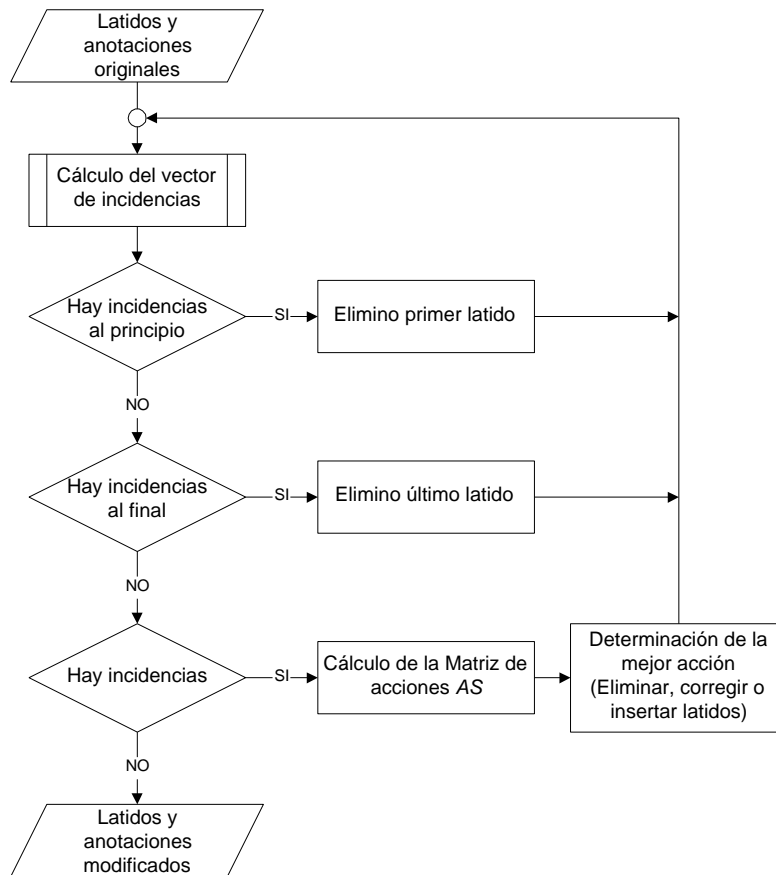 Latidos y
anotaciones
originales
Cálculo del vector
de incidencias
Hay incidencias
al principio
SI
Elimino primer latido
NO
Hay incidencias
al final
SI
Elimino último latido
NO
Hay incidencias
SI
Cálculo de la Matriz de
acciones AS
Determinación de la
mejor acción
(Eliminar, corregir o
insertar latidos)
NO
Latidos y
anotaciones
modificados